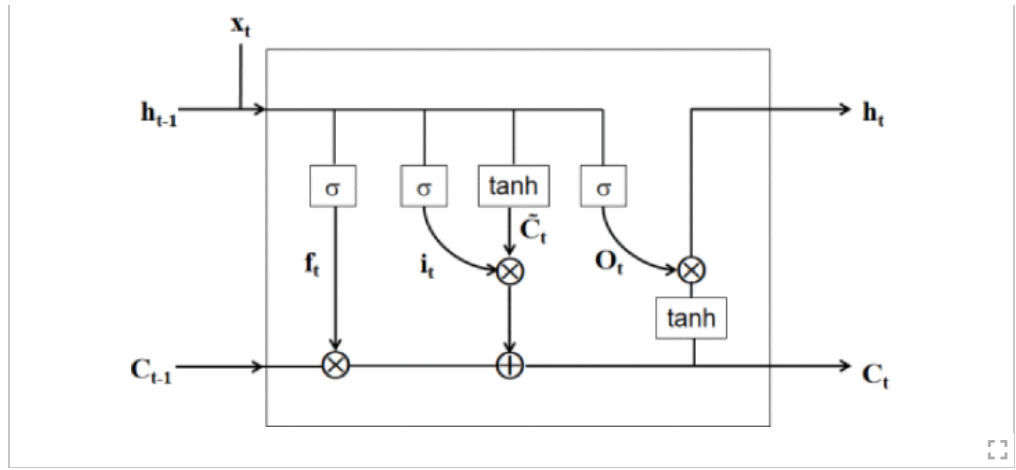 xₜ
hₜ₋₁
hₜ
σ
σ
tanh
σ
C̃ₜ
fₜ
iₜ
Oₜ
tanh
Cₜ₋₁
Cₜ